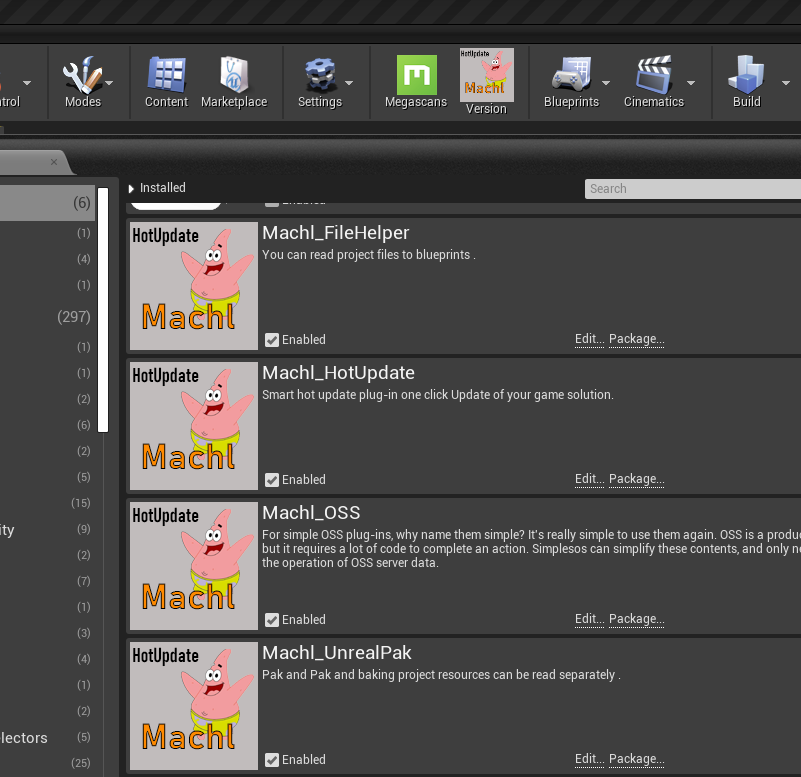 trol
Modes
Content
Marketplace
Settings
Megascans
HotUpdate
Machl
Version
Blueprints
Cinematics
Build
Installed
Search
(6)
(1)
(4)
(1)
(297)
(1)
(1)
(2)
(6)
(2)
(5)
(15)
ity
(9)
(2)
(7)
(1)
(3)
(4)
(1)
(2)
lectors
(5)
(25)
Enabled
HotUpdate
Machl
Machl_FileHelper
You can read project files to blueprints .
Enabled
Edit... Package...
HotUpdate
Machl
Machl_HotUpdate
Smart hot update plug-in one click Update of your game solution.
Enabled
Edit... Package...
HotUpdate
Machl
Machl_OSS
For simple OSS plug-ins, why name them simple? It's really simple to use them again. OSS is a produ
but it requires a lot of code to complete an action. Simplesos can simplify these contents, and only ne
the operation of OSS server data.
Enabled
Edit... Package...
HotUpdate
Machl
Machl_UnrealPak
Pak and Pak and baking project resources can be read separately .
Enabled
Edit... Package...